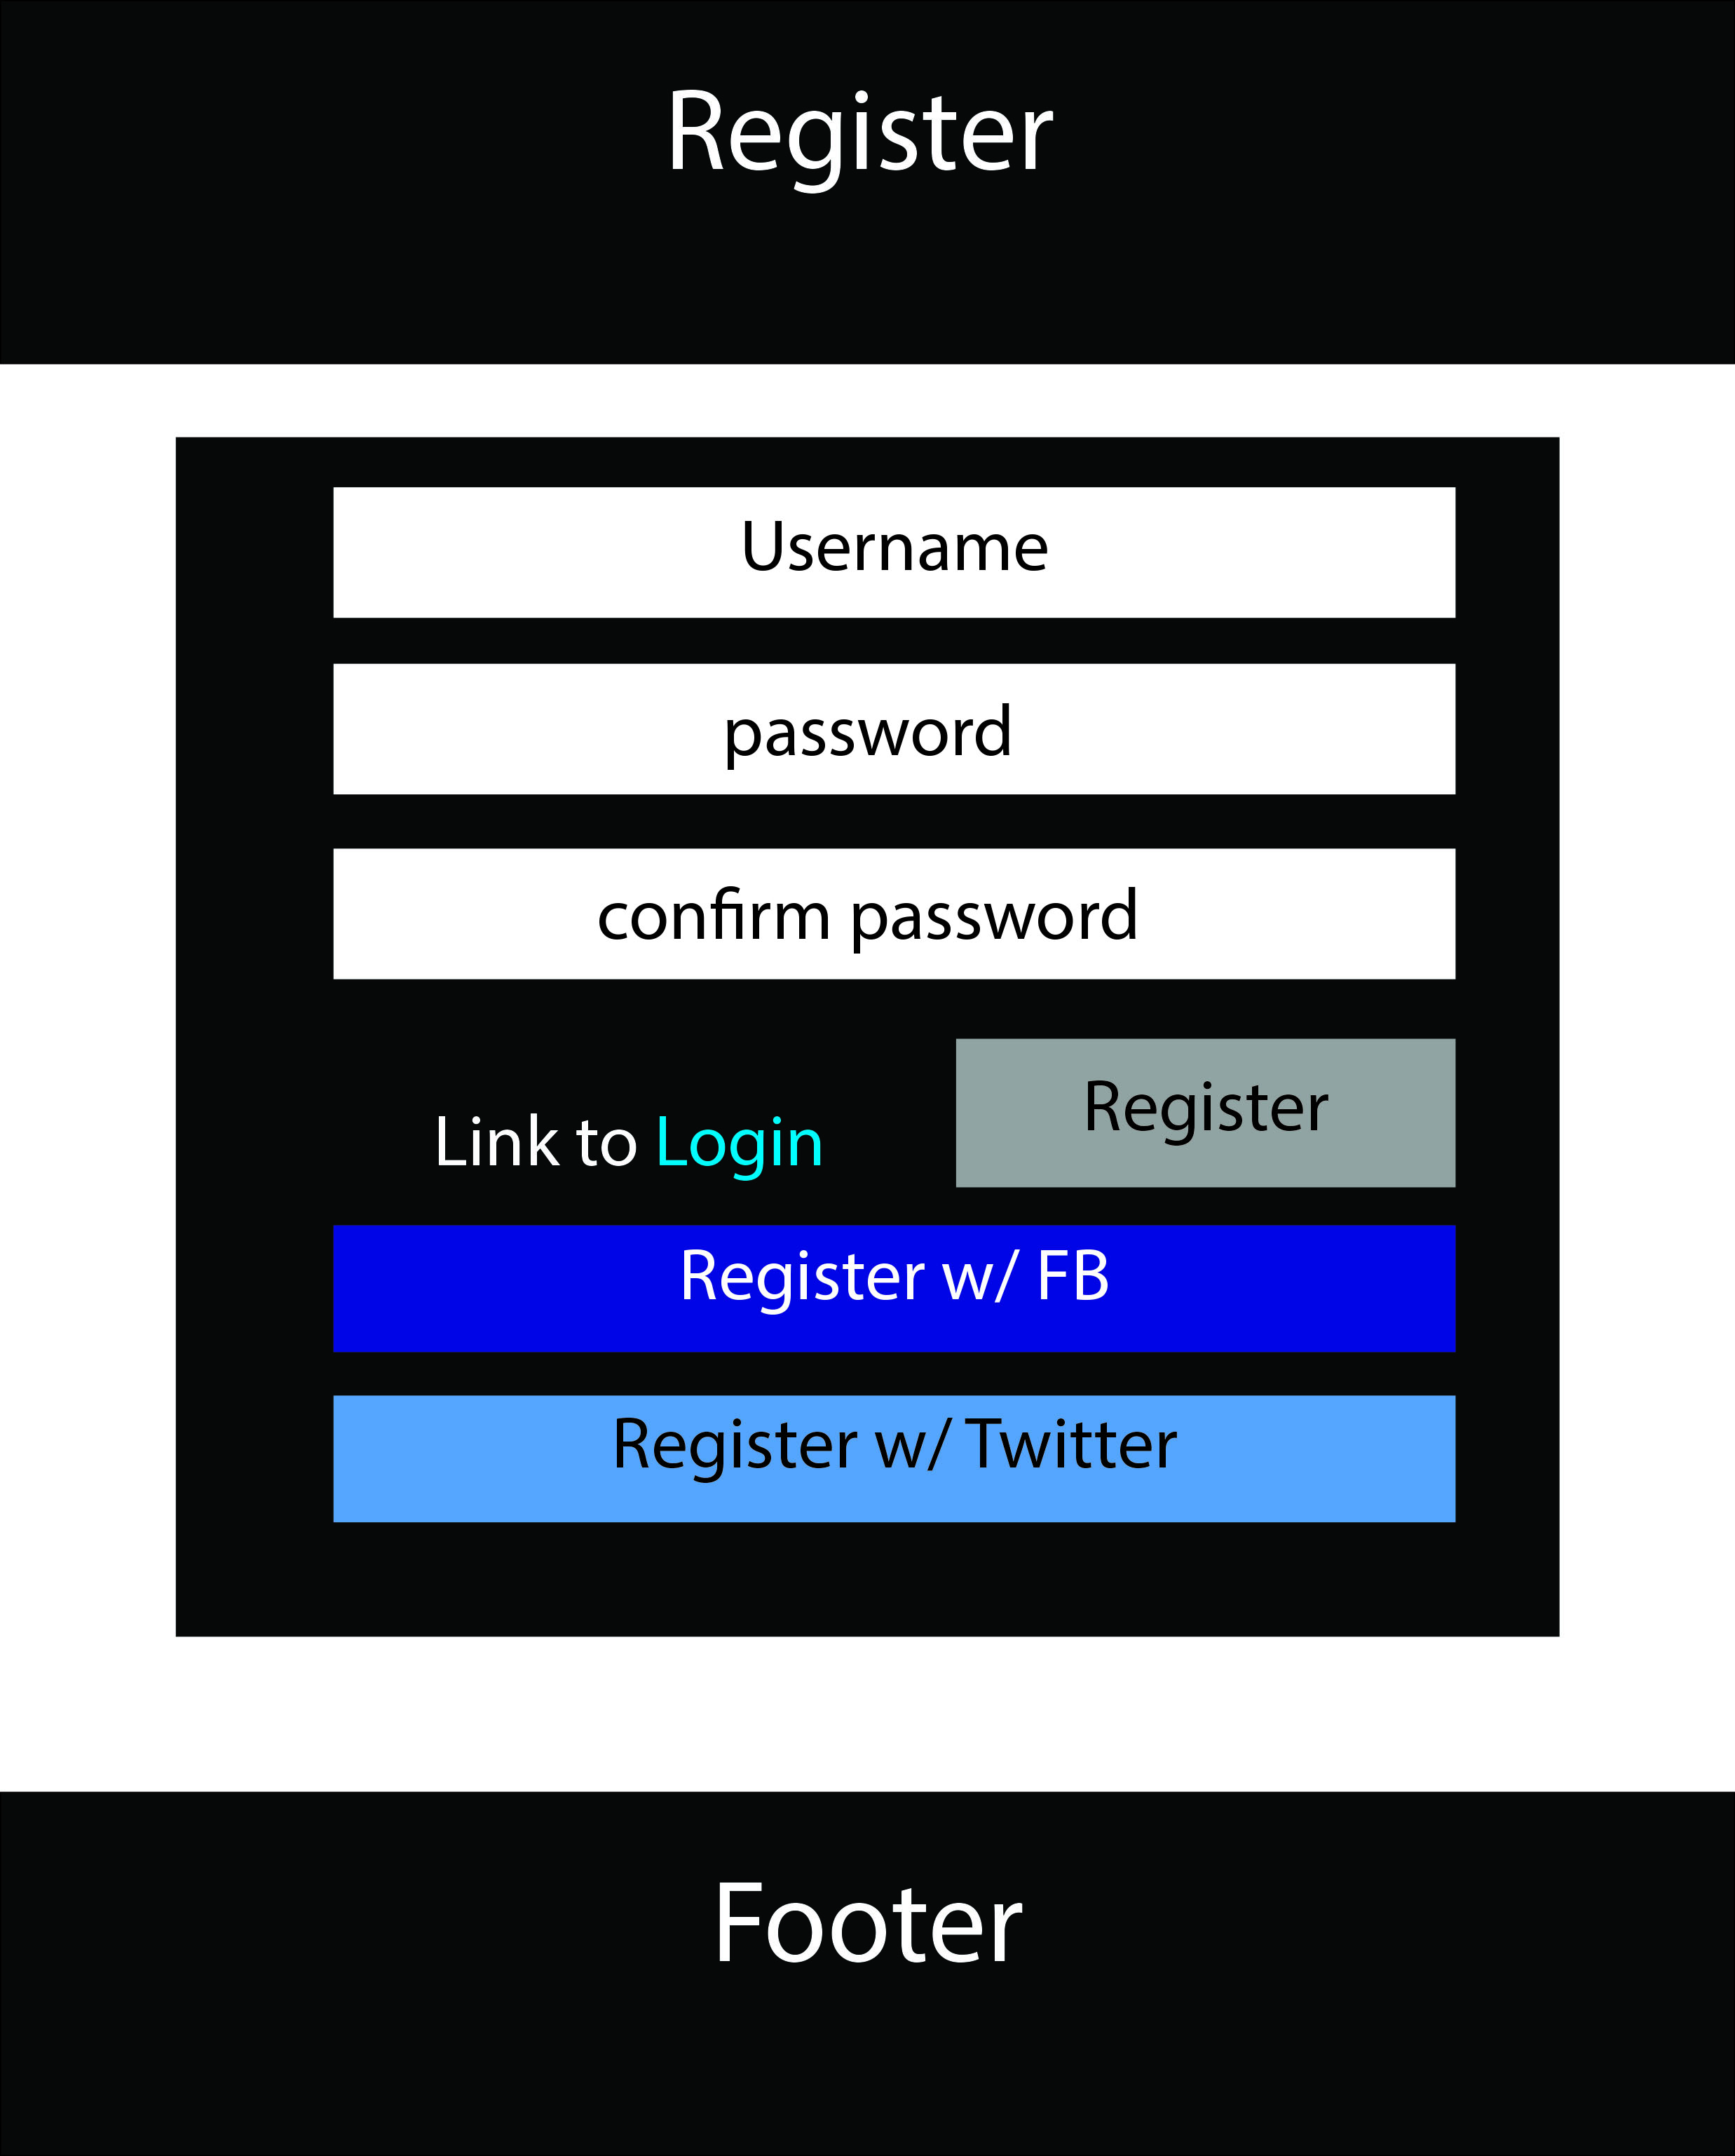 Register
Username
password
confirm password
Register
Link to Login
Register w/ FB
Register w/ Twitter
Footer